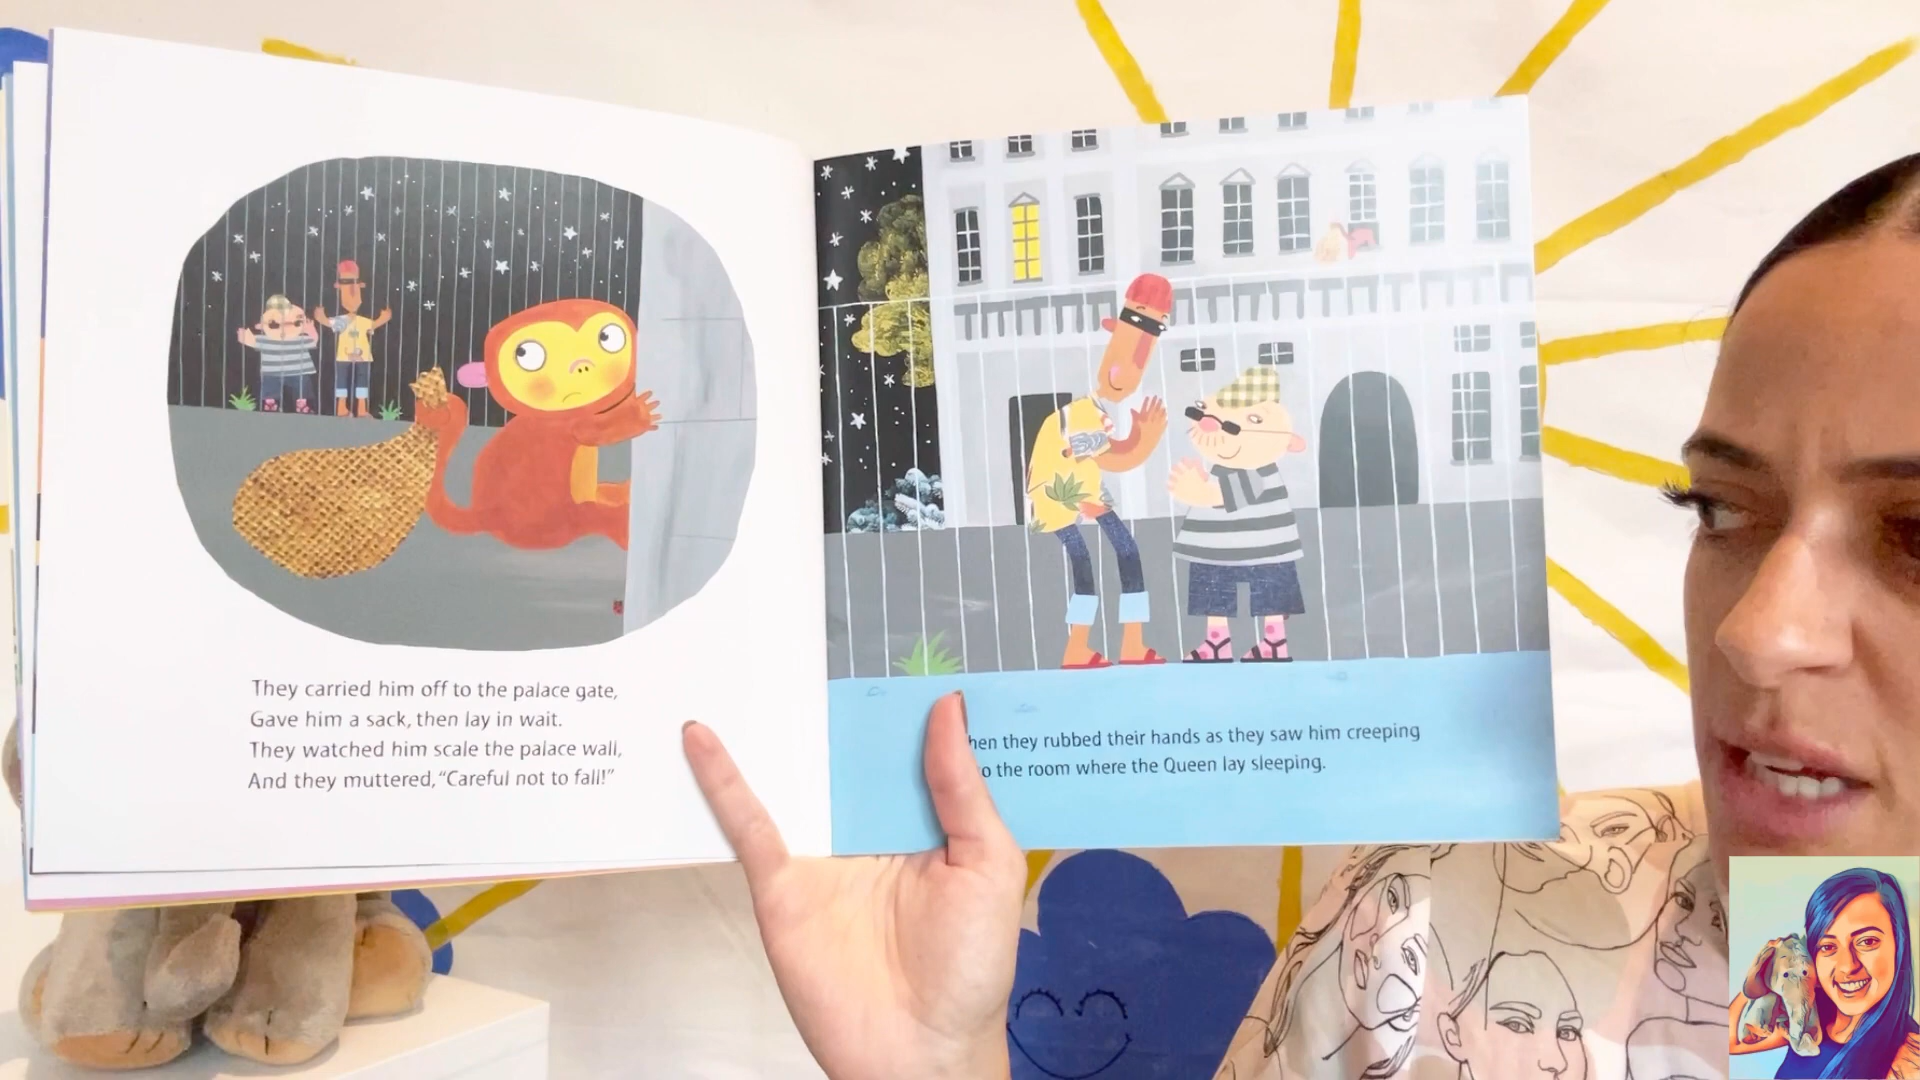 They carried him off to the palace gate,
Gave him a sack, then lay in wait.
They watched him scale the palace wall,
And they muttered, “Careful not to fall!”
hen they rubbed their hands as they saw him creeping
o the room where the Queen lay sleeping.